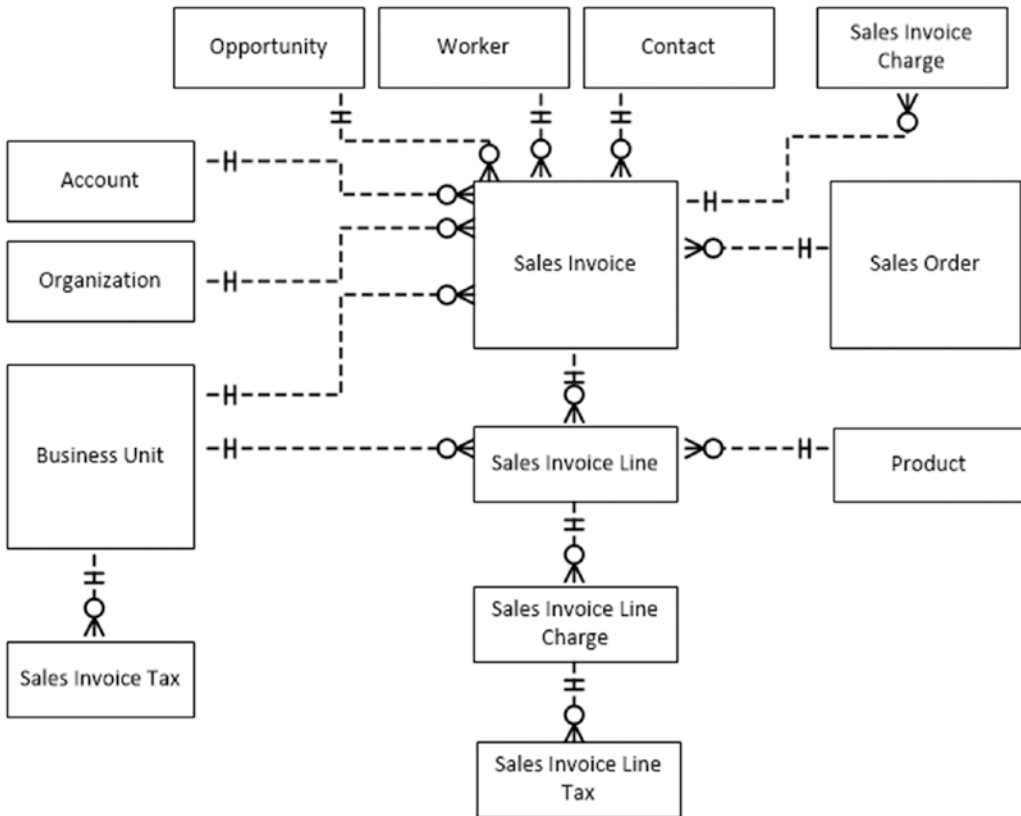 Opportunity
Worker
Contact
Sales Invoice
Charge
Account
Organization
Sales Invoice
Sales Order
Business Unit
Sales Invoice Line
Product
Sales Invoice Line
Charge
Sales Invoice Tax
Sales Invoice Line
Tax